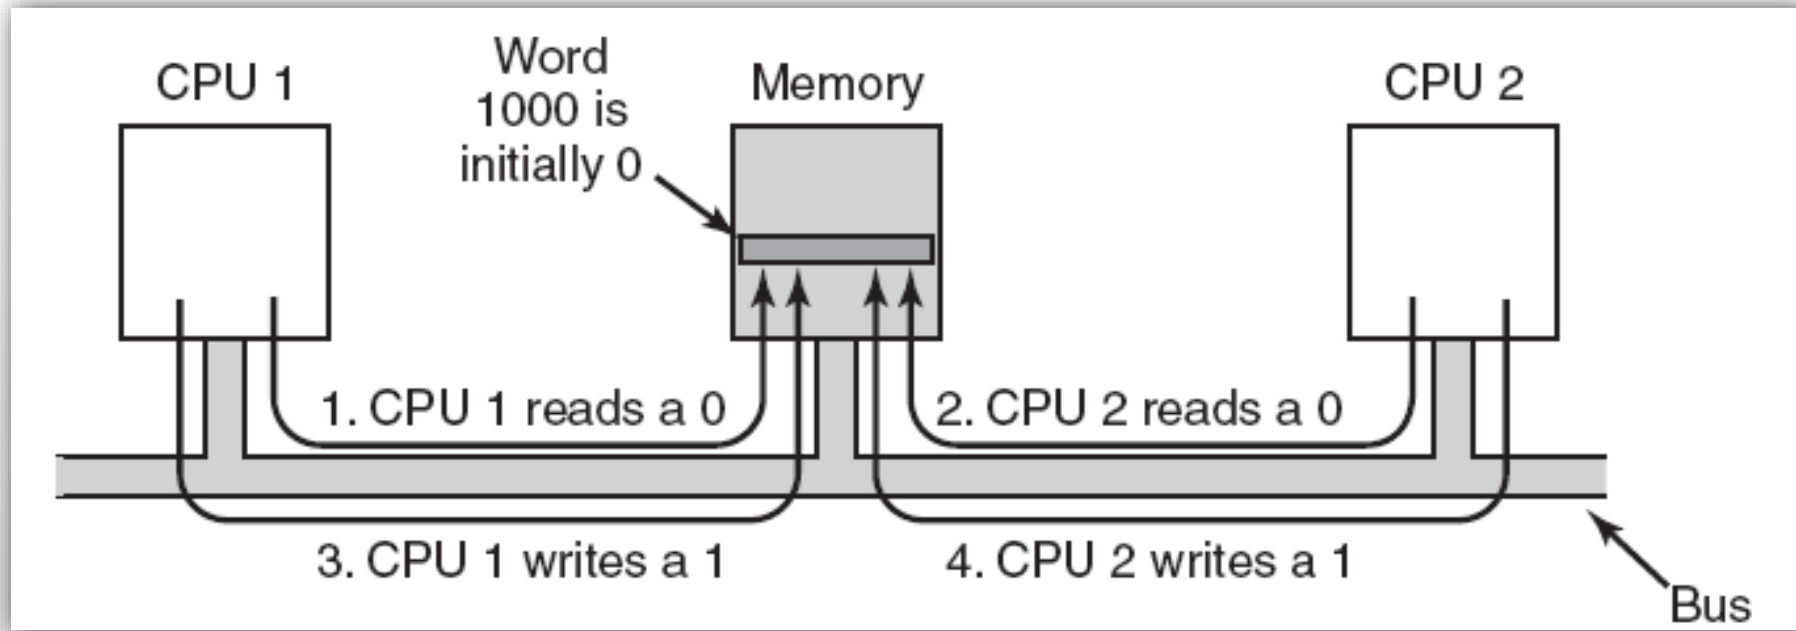 CPU 1
Word
1000 is
initially 0
Memory
CPU 2
1. CPU 1 reads a 0
2. CPU 2 reads a 0
3. CPU 1 writes a 1
4. CPU 2 writes a 1
Bus